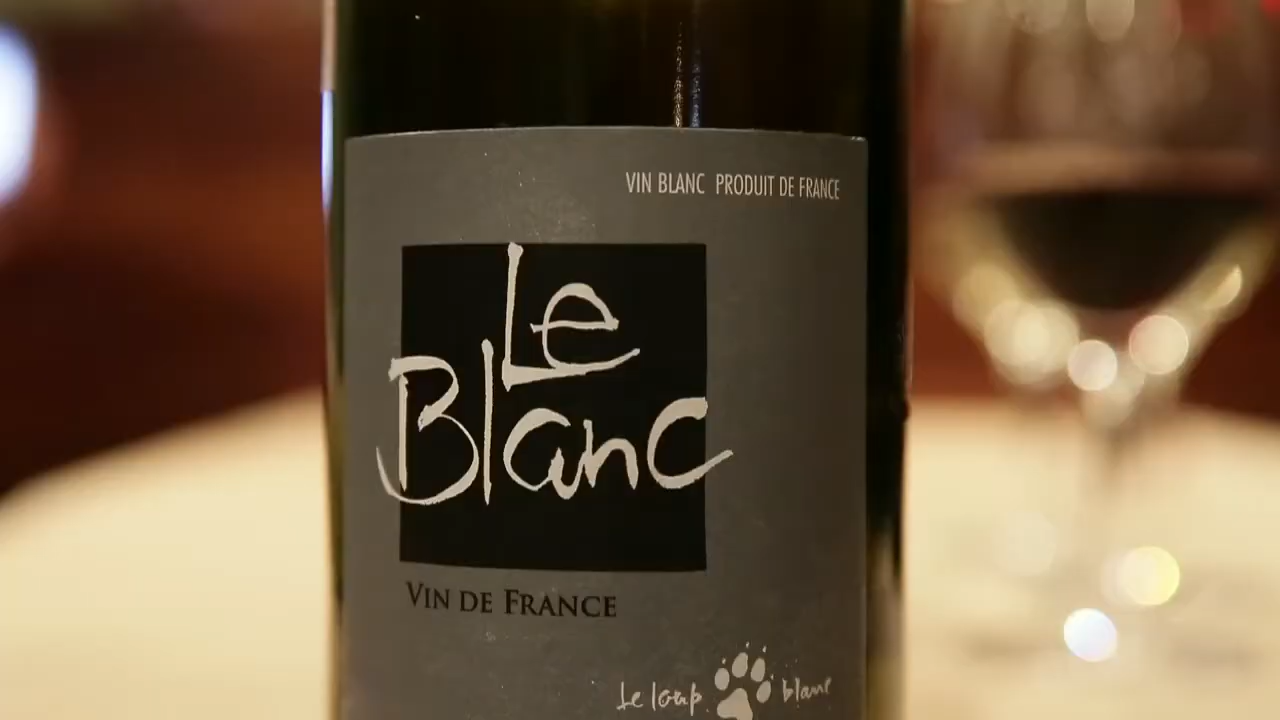 VIN BLANC PRODUIT DE FRANCE
Le
Blanc
VIN DE FRANCE
Le loup blanc